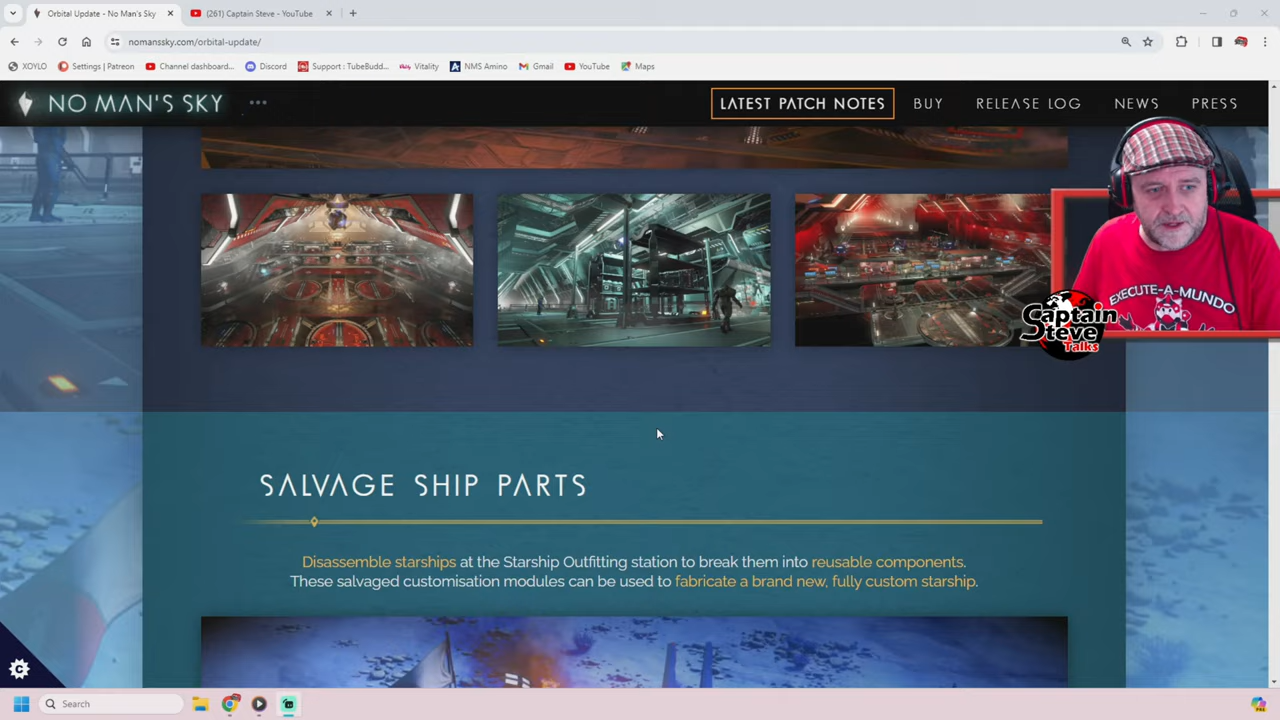 Orbital Update - No Man's Sky
(261) Captain Steve - YouTube
nomanssky.com/orbital-update/
XOYLO
Settings | Patreon
Channel dashboard...
Discord
Support : TubeBudd...
Vitality
NMS Amino
Gmail
YouTube
Maps
NO MAN'S SKY
LATEST PATCH NOTES
BUY
RELEASE LOG
NEWS
PRESS
EXECUTE-A-MUNDO
Captain
Steve
Talks
SALVAGE SHIP PARTS
Disassemble starships at the Starship Outfitting station to break them into reusable components.
These salvaged customisation modules can be used to fabricate a brand new, fully custom starship.
C
Search